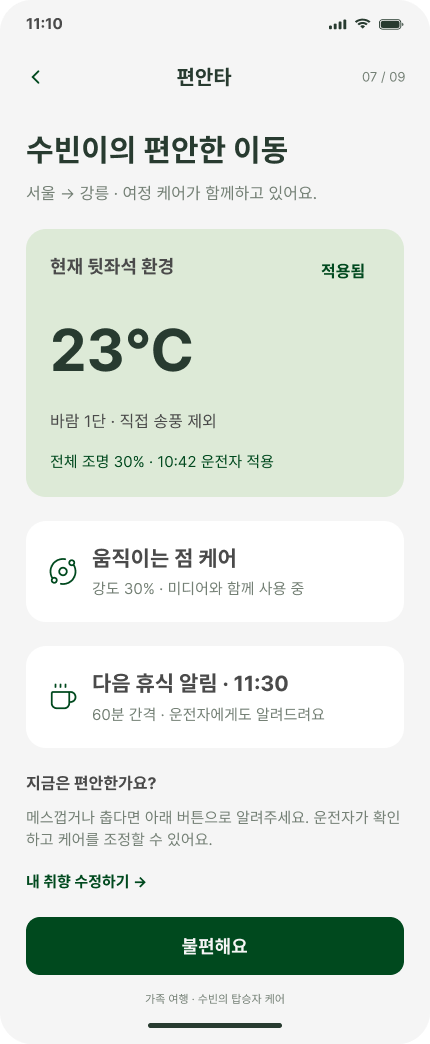 11:10
편안타
07 / 09
수빈이의 편안한 이동
서울 → 강릉 · 여정 케어가 함께하고 있어요.
현재 뒷좌석 환경
적용됨
23°C
바람 1단 · 직접 송풍 제외
전체 조명 30% · 10:42 운전자 적용
움직이는 점 케어
강도 30% · 미디어와 함께 사용 중
다음 휴식 알림 · 11:30
60분 간격 · 운전자에게도 알려드려요
지금은 편안한가요?
메스껍거나 춥다면 아래 버튼으로 알려주세요. 운전자가 확인
하고 케어를 조정할 수 있어요.
내 취향 수정하기 →
불편해요
가족 여행 · 수빈의 탑승자 케어